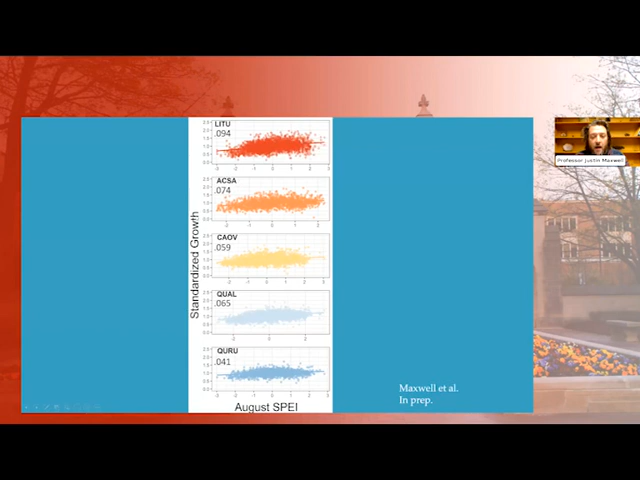 LITU
.094
ACSA
.074
CAOV
.059
QUAL
.065
QURU
.041
Standardized Growth
August SPEI
Maxwell et al.
In prep.
Professor Justin Maxwell